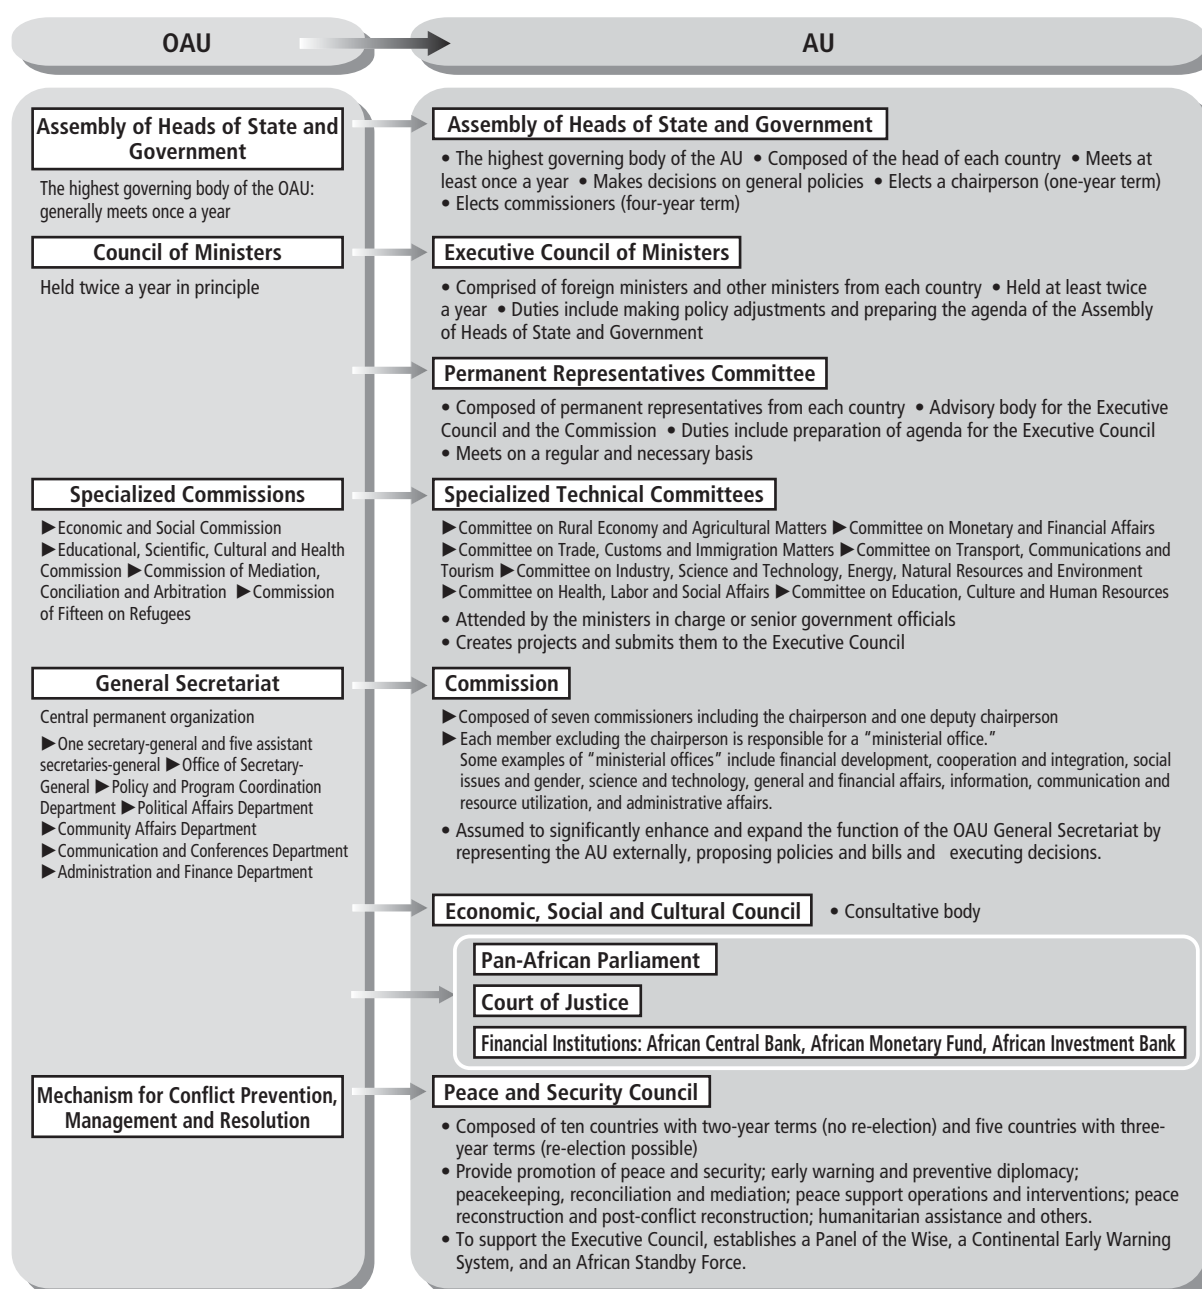 OAU
AU
Assembly of Heads of State and
Government
The highest governing body of the OAU:
generally meets once a year
Assembly of Heads of State and Government
• The highest governing body of the AU • Composed of the head of each country • Meets at
least once a year • Makes decisions on general policies • Elects a chairperson (one-year term)
• Elects commissioners (four-year term)
Council of Ministers
Held twice a year in principle
Executive Council of Ministers
• Comprised of foreign ministers and other ministers from each country • Held at least twice
a year • Duties include making policy adjustments and preparing the agenda of the Assembly
of Heads of State and Government
Permanent Representatives Committee
• Composed of permanent representatives from each country • Advisory body for the Executive
Council and the Commission • Duties include preparation of agenda for the Executive Council
• Meets on a regular and necessary basis
Specialized Commissions
▶Economic and Social Commission
▶Educational, Scientific, Cultural and Health
Commission ▶Commission of Mediation,
Conciliation and Arbitration ▶Commission
of Fifteen on Refugees
Specialized Technical Committees
▶Committee on Rural Economy and Agricultural Matters ▶Committee on Monetary and Financial Affairs
▶Committee on Trade, Customs and Immigration Matters ▶Committee on Transport, Communications and
Tourism ▶Committee on Industry, Science and Technology, Energy, Natural Resources and Environment
▶Committee on Health, Labor and Social Affairs ▶Committee on Education, Culture and Human Resources
• Attended by the ministers in charge or senior government officials
• Creates projects and submits them to the Executive Council
General Secretariat
Central permanent organization
▶One secretary-general and five assistant
secretaries-general ▶Office of Secretary-
General ▶Policy and Program Coordination
Department ▶Political Affairs Department
▶Community Affairs Department
▶Communication and Conferences Department
▶Administration and Finance Department
Commission
▶Composed of seven commissioners including the chairperson and one deputy chairperson
▶Each member excluding the chairperson is responsible for a "ministerial office."
Some examples of "ministerial offices" include financial development, cooperation and integration, social
issues and gender, science and technology, general and financial affairs, information, communication and
resource utilization, and administrative affairs.
• Assumed to significantly enhance and expand the function of the OAU General Secretariat by
representing the AU externally, proposing policies and bills and executing decisions.
Economic, Social and Cultural Council • Consultative body
Pan-African Parliament
Court of Justice
Financial Institutions: African Central Bank, African Monetary Fund, African Investment Bank
Mechanism for Conflict Prevention,
Management and Resolution
Peace and Security Council
• Composed of ten countries with two-year terms (no re-election) and five countries with three-
year terms (re-election possible)
• Provide promotion of peace and security; early warning and preventive diplomacy;
peacekeeping, reconciliation and mediation; peace support operations and interventions; peace
reconstruction and post-conflict reconstruction; humanitarian assistance and others.
• To support the Executive Council, establishes a Panel of the Wise, a Continental Early Warning
System, and an African Standby Force.